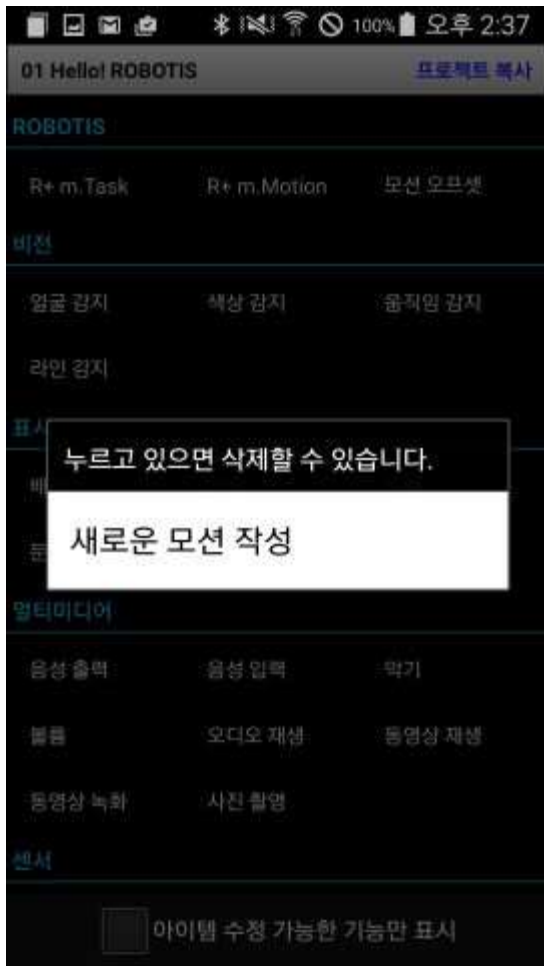 100% 오후 2:37
01 Hello! ROBOTIS 프로젝트 복사
ROBOTIS
R+ m.Task R+ m.Motion 모션 오프셋
비전
얼굴 감지 색상 감지 움직임 감지
라인 감지
표시
누르고 있으면 삭제할 수 있습니다.
새로운 모션 작성
멀티미디어
음성 출력 음성 입력 악기
볼륨 오디오 재생 동영상 재생
동영상 녹화 사진 촬영
센서
아이템 수정 가능한 기능만 표시